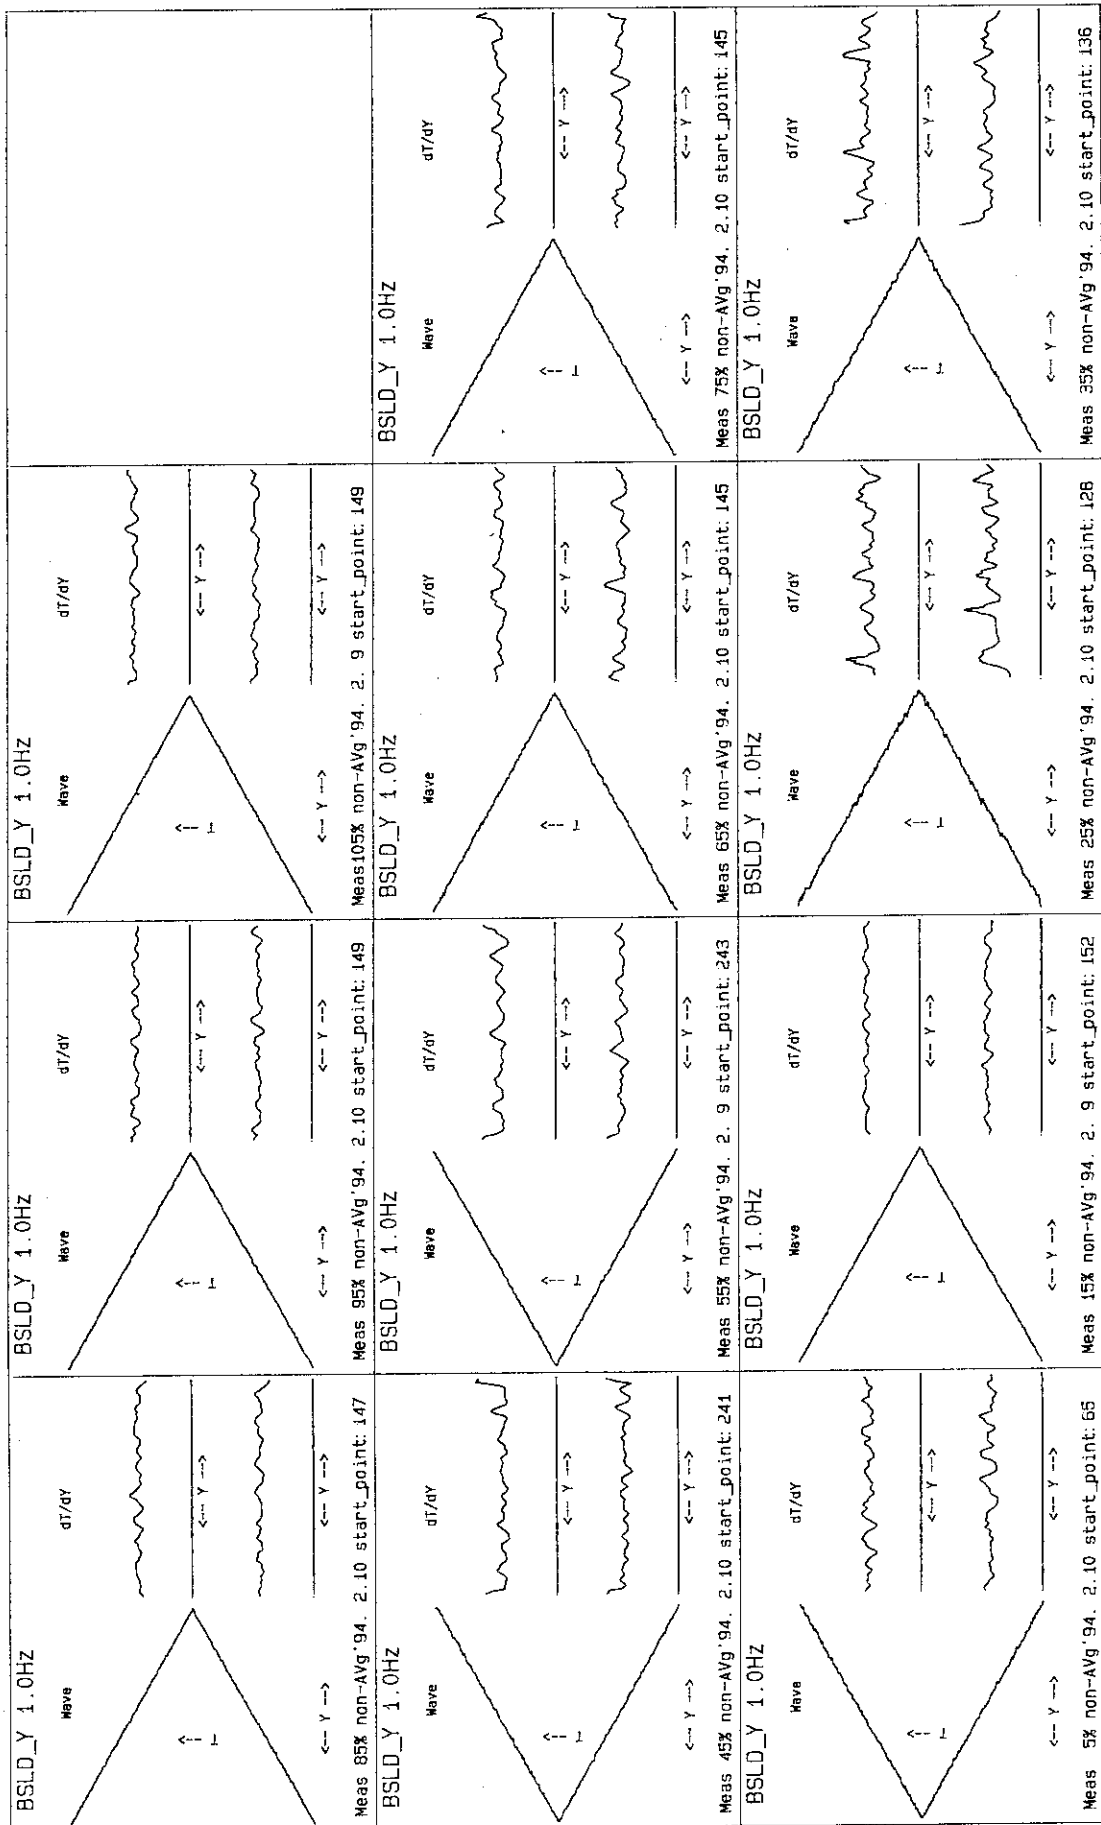 BSLD_Y 1.0Hz
Wave dT/dY
T -->
<-- Y -->
<-- Y --> <-- Y -->
Meas 85% non-AVg'94. 2.10 start_point:147
BSLD_Y 1.0Hz
Wave dT/dY
T -->
<-- Y -->
<-- Y --> <-- Y -->
Meas 95% non-AVg'94. 2.10 start_point:149
BSLD_Y 1.0Hz
Wave dT/dY
T -->
<-- Y -->
<-- Y --> <-- Y -->
Meas105% non-AVg'94. 2. 9 start_point:149
BSLD_Y 1.0Hz
Wave dT/dY
T -->
<-- Y -->
<-- Y --> <-- Y -->
Meas 45% non-AVg'94. 2.10 start_point:241
BSLD_Y 1.0Hz
Wave dT/dY
T -->
<-- Y -->
<-- Y --> <-- Y -->
Meas 55% non-AVg'94. 2. 9 start_point:243
BSLD_Y 1.0Hz
Wave dT/dY
T -->
<-- Y -->
<-- Y --> <-- Y -->
Meas 65% non-AVg'94. 2.10 start_point:145
BSLD_Y 1.0Hz
Wave dT/dY
T -->
<-- Y -->
<-- Y --> <-- Y -->
Meas 75% non-AVg'94. 2.10 start_point:145
BSLD_Y 1.0Hz
Wave dT/dY
T -->
<-- Y -->
<-- Y --> <-- Y -->
Meas 5% non-AVg'94. 2.10 start_point:65
BSLD_Y 1.0Hz
Wave dT/dY
T -->
<-- Y -->
<-- Y --> <-- Y -->
Meas 15% non-AVg'94. 2. 9 start_point:152
BSLD_Y 1.0Hz
Wave dT/dY
T -->
<-- Y -->
<-- Y --> <-- Y -->
Meas 25% non-AVg'94. 2.10 start_point:126
BSLD_Y 1.0Hz
Wave dT/dY
T -->
<-- Y -->
<-- Y --> <-- Y -->
Meas 35% non-AVg'94. 2.10 start_point:136